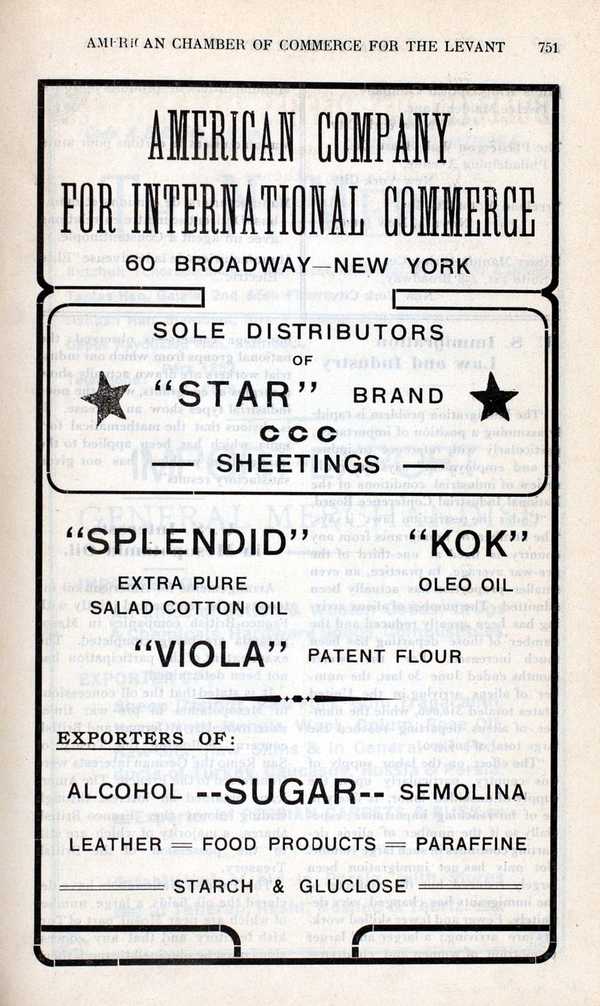 AMERICAN CHAMBER OF COMMERCE FOR THE LEVANT 751
AMERICAN COMPANY
FOR INTERNATIONAL COMMERCE
60 BROADWAY—NEW YORK
SOLE DISTRIBUTORS
OF
"STAR" BRAND
CCC
— SHEETINGS —
"SPLENDID" "KOK"
EXTRA PURE OLEO OIL
SALAD COTTON OIL
"VIOLA" PATENT FLOUR
EXPORTERS OF:
ALCOHOL --SUGAR-- SEMOLINA
LEATHER = FOOD PRODUCTS = PARAFFINE
STARCH & GLUCLOSE